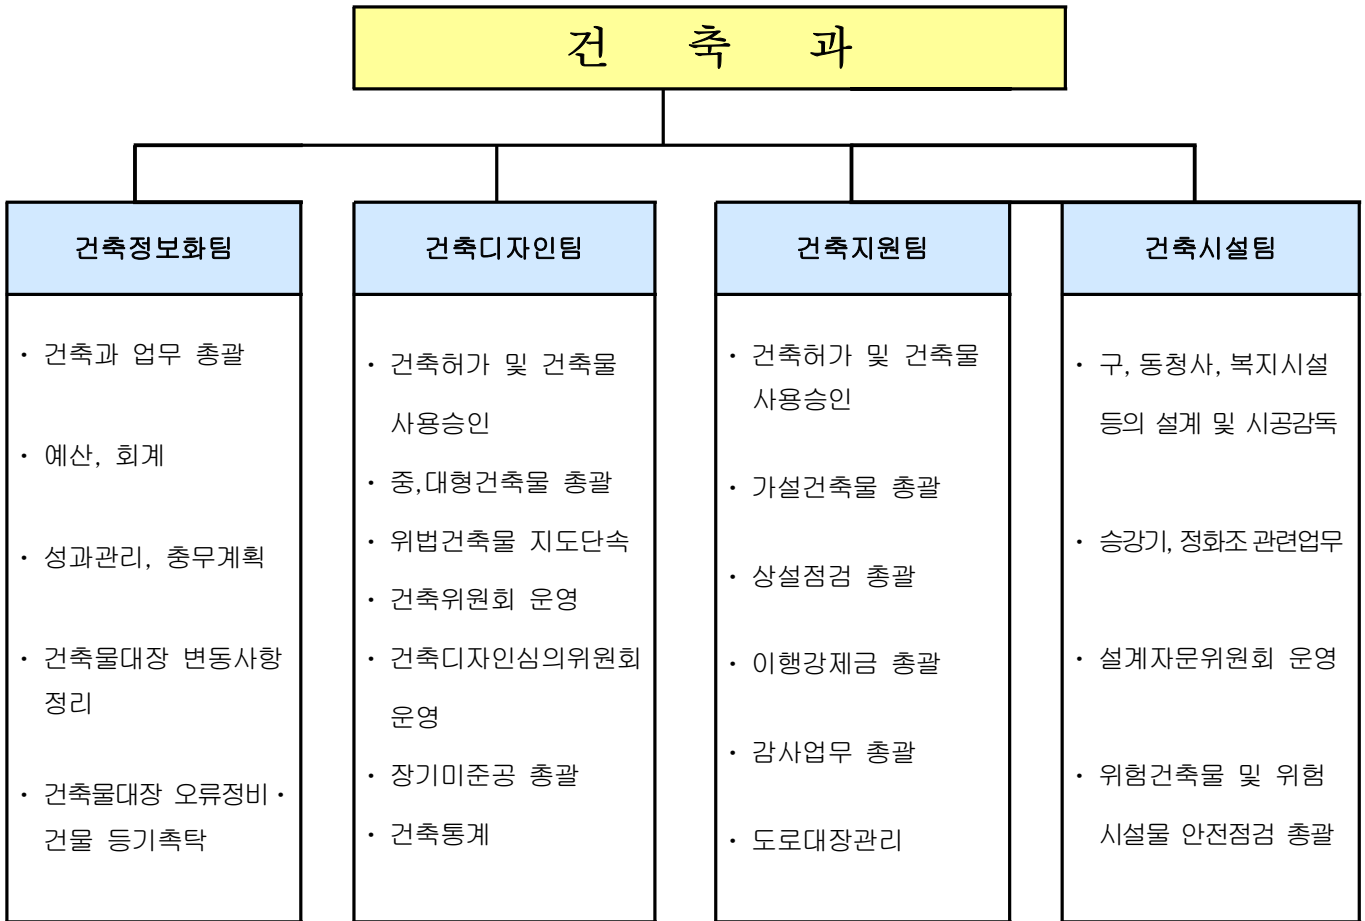 건 축 과
건축정보화팀
· 건축과 업무 총괄
· 예산, 회계
· 성과관리, 충무계획
· 건축물대장 변동사항
정리
· 건축물대장 오류정비·
건물 등기촉탁
건축디자인팀
· 건축허가 및 건축물
사용승인
· 중,대형건축물 총괄
· 위법건축물 지도단속
· 건축위원회 운영
· 건축디자인심의위원회
운영
· 장기미준공 총괄
· 건축통계
건축지원팀
· 건축허가 및 건축물
사용승인
· 가설건축물 총괄
· 상설점검 총괄
· 이행강제금 총괄
· 감사업무 총괄
· 도로대장관리
건축시설팀
· 구, 동청사, 복지시설
등의 설계 및 시공감독
· 승강기, 정화조 관련업무
· 설계자문위원회 운영
· 위험건축물 및 위험
시설물 안전점검 총괄